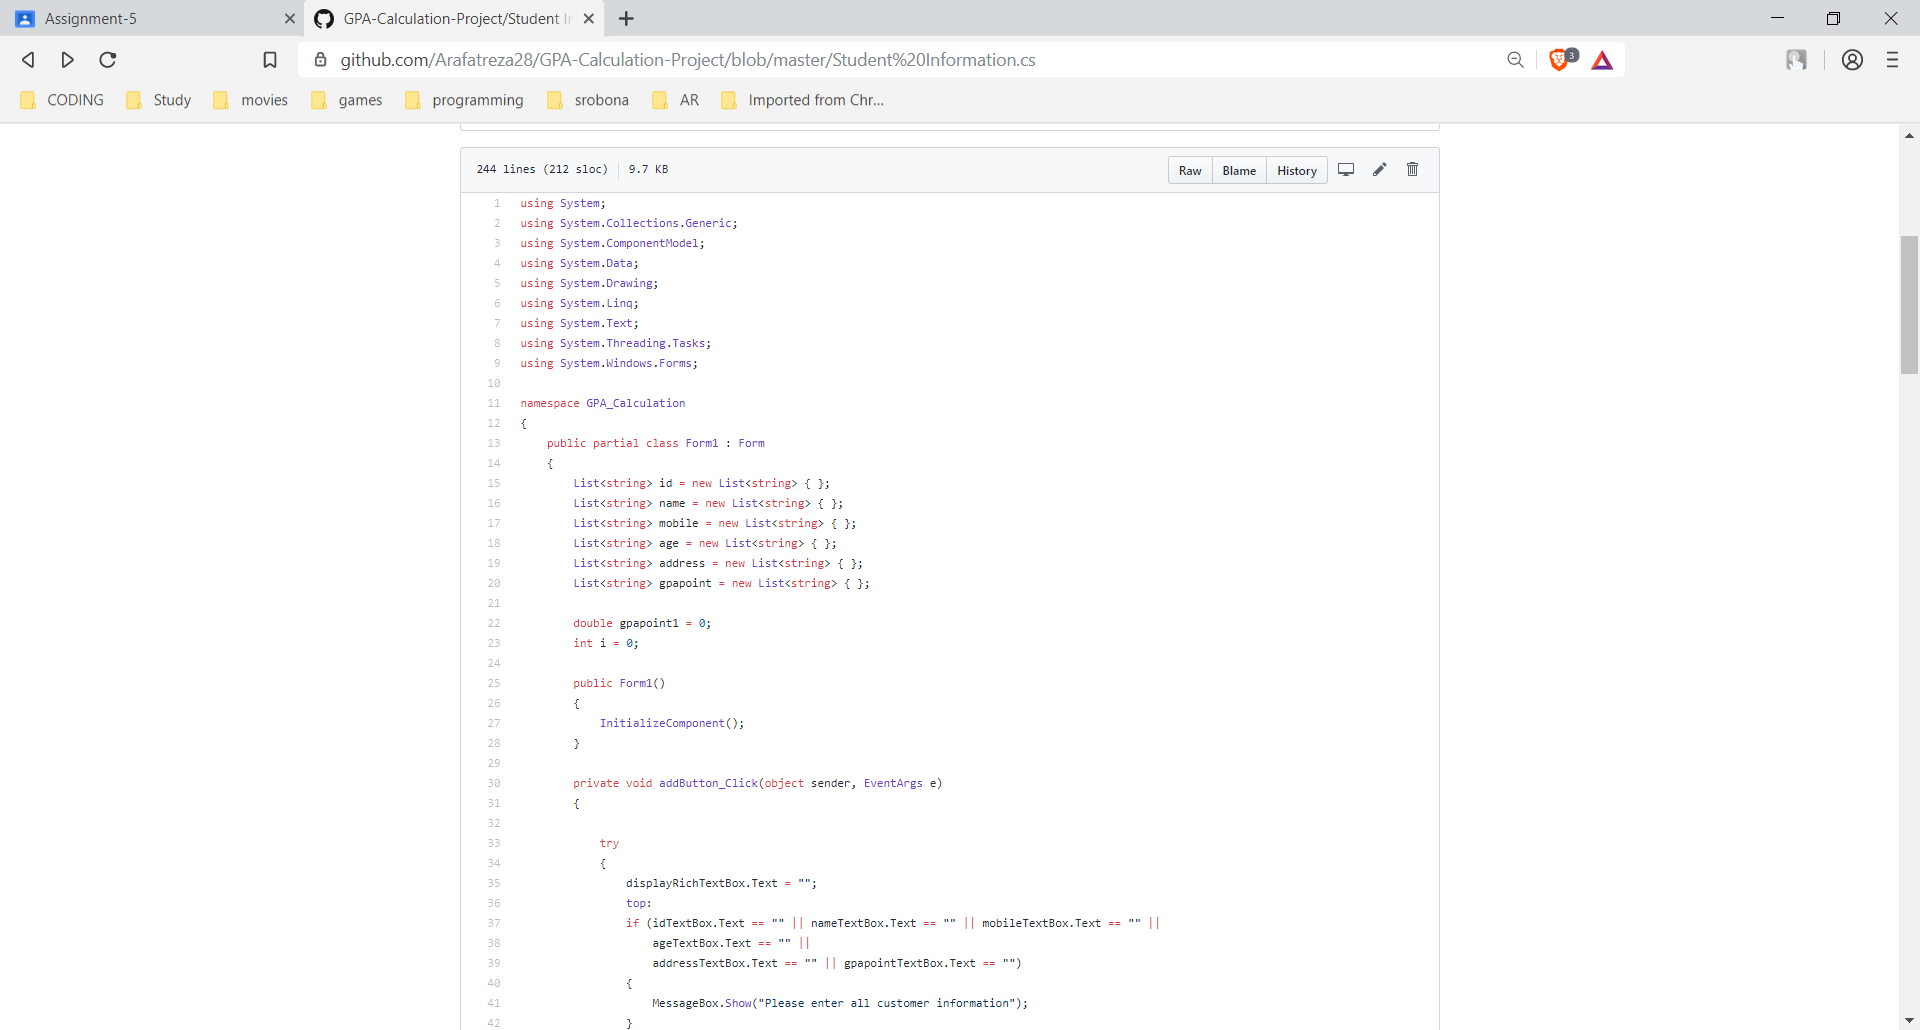 Assignment-5
GPA-Calculation-Project/Student I
github.com/Arafatreza28/GPA-Calculation-Project/blob/master/Student%20Information.cs
3
CODING Study movies games programming srobona AR Imported from Chr...
244 lines (212 sloc) 9.7 KB
Raw Blame History
1 using System;
2 using System.Collections.Generic;
3 using System.ComponentModel;
4 using System.Data;
5 using System.Drawing;
6 using System.Linq;
7 using System.Text;
8 using System.Threading.Tasks;
9 using System.Windows.Forms;
10
11 namespace GPA_Calculation
12 {
13 public partial class Form1 : Form
14 {
15 List<string> id = new List<string> { };
16 List<string> name = new List<string> { };
17 List<string> mobile = new List<string> { };
18 List<string> age = new List<string> { };
19 List<string> address = new List<string> { };
20 List<string> gpapoint = new List<string> { };
21
22 double gpapoint1 = 0;
23 int i = 0;
24
25 public Form1()
26 {
27 InitializeComponent();
28 }
29
30 private void addButton_Click(object sender, EventArgs e)
31 {
32
33 try
34 {
35 displayRichTextBox.Text = "";
36 top:
37 if (idTextBox.Text == "" || nameTextBox.Text == "" || mobileTextBox.Text == "" ||
38 ageTextBox.Text == "" ||
39 addressTextBox.Text == "" || gpapointTextBox.Text == "")
40 {
41 MessageBox.Show("Please enter all customer information");
42 }